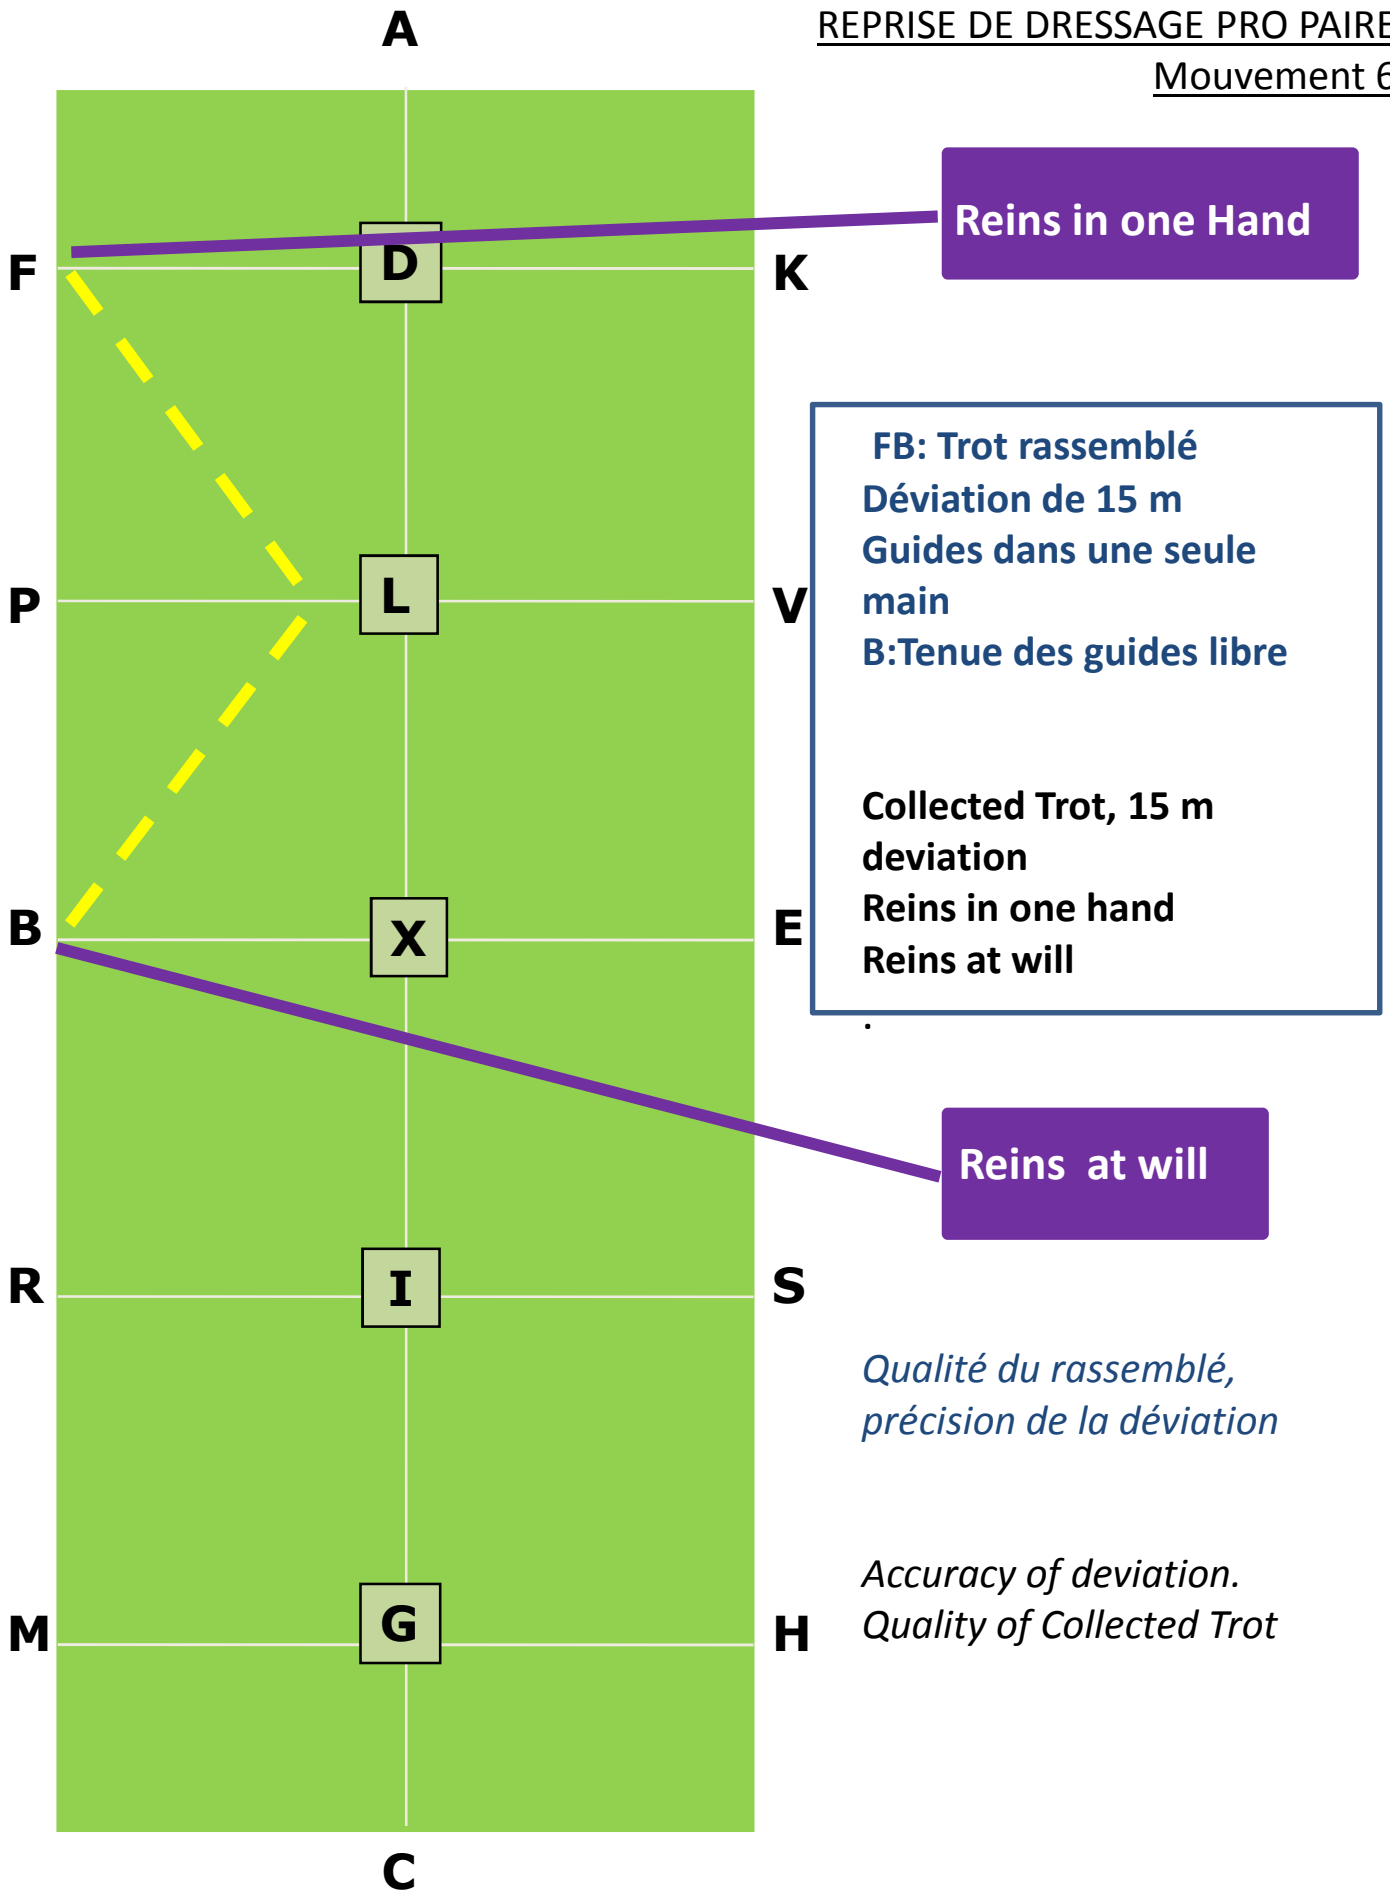 A
REPRISE DE DRESSAGE PRO PAIRE
Mouvement 6
Reins in one Hand
F
D
K
FB: Trot rassemblé
Déviation de 15 m
Guides dans une seule
main
B:Tenue des guides libre
P
L
V
Collected Trot, 15 m
deviation
Reins in one hand
Reins at will
.
B
X
E
Reins at will
R
I
S
Qualité du rassemblé,
précision de la déviation
Accuracy of deviation.
Quality of Collected Trot
M
G
H
C